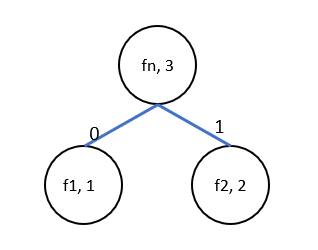 fn, 3
0
1
f1, 1
f2, 2